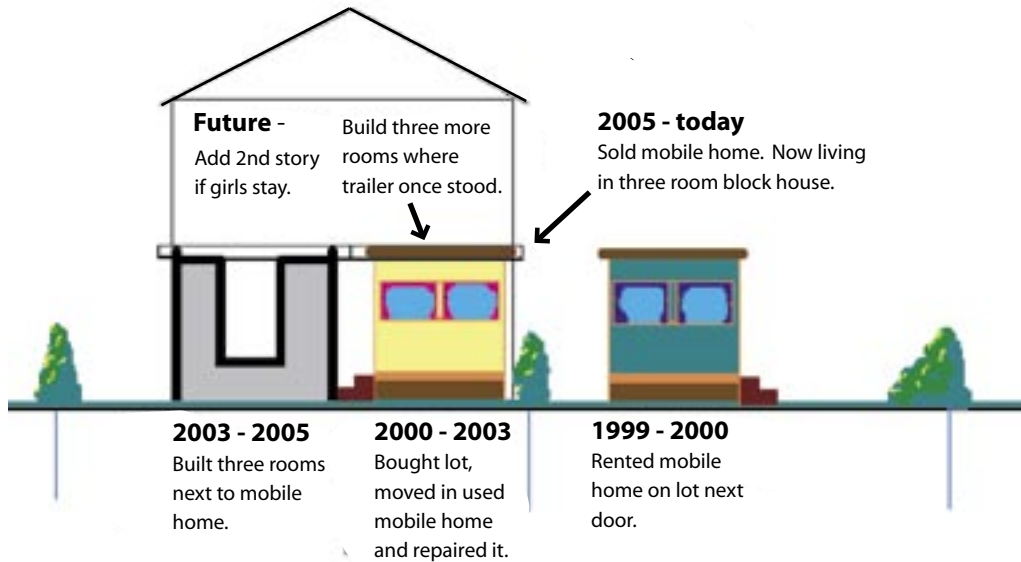 Future -
Add 2nd story
if girls stay.
Build three more
rooms where
trailer once stood.
2005 - today
Sold mobile home.  Now living
in three room block house.
2003 - 2005
Built three rooms
next to mobile
home.
2000 - 2003
Bought lot,
moved in used
mobile home
and repaired it.
1999 - 2000
Rented mobile
home on lot next
door.